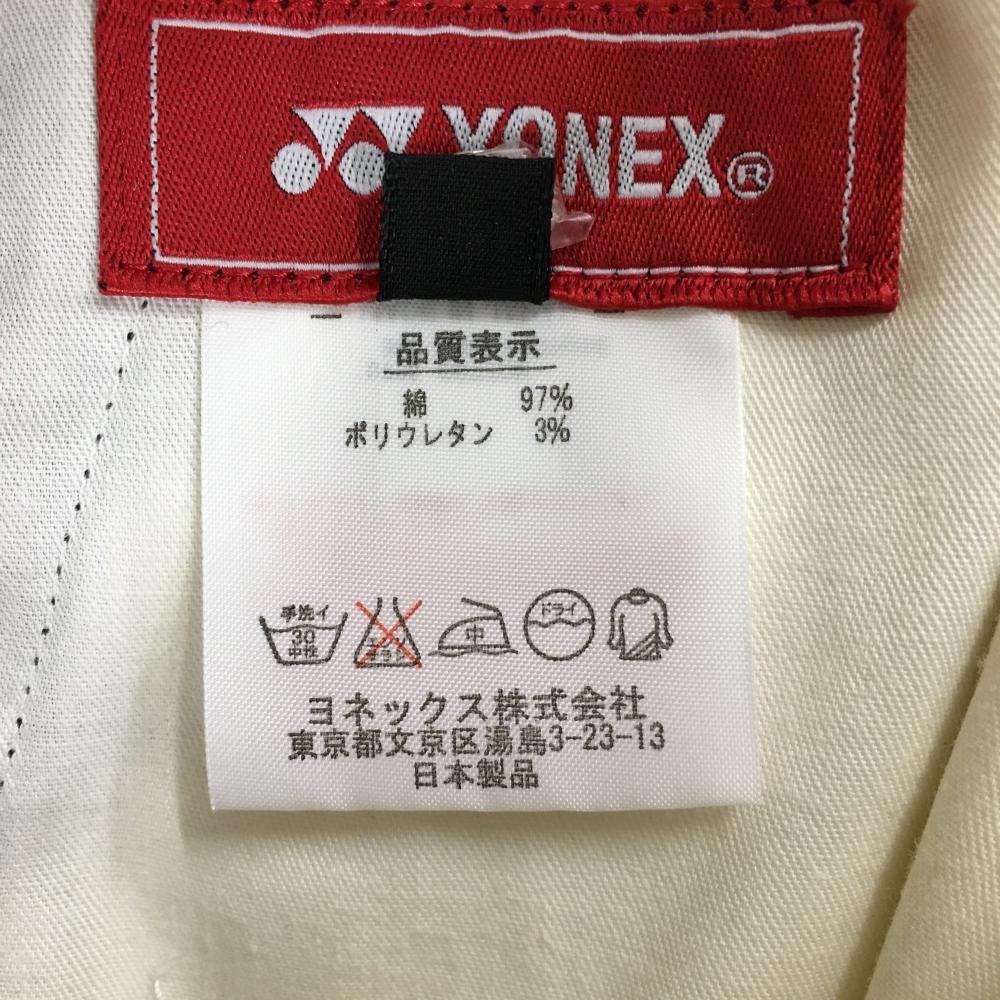 YONEX®
品質表示
綿 97%
ポリウレタン 3%
手洗イ
30
中性
中
ドライ
ヨネックス株式会社
東京都文京区湯島3-23-13
日本製品